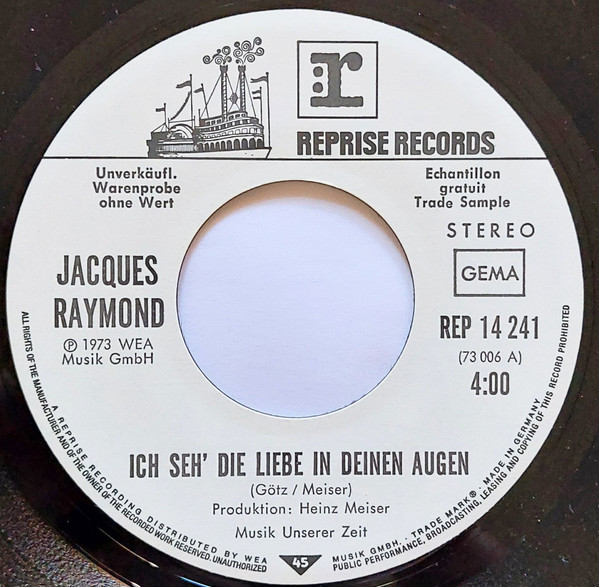 r
REPRISE RECORDS
Unverkäufl.
Warenprobe
ohne Wert
Echantillon
gratuit
Trade Sample
STEREO
GEMA
JACQUES
RAYMOND
℗ 1973 WEA
Musik GmbH
REP 14 241
(73 006 A)
4:00
ICH SEH' DIE LIEBE IN DEINEN AUGEN
(Götz / Meiser)
Produktion: Heinz Meiser
Musik Unserer Zeit
45
A REPRISE RECORDING DISTRIBUTED BY WEA MUSIK GMBH. · TRADE MARK® · MADE IN GERMANY
ALL RIGHTS OF THE MANUFACTURER AND OF THE OWNER OF THE RECORDED WORK RESERVED. UNAUTHORIZED PUBLIC PERFORMANCE, BROADCASTING, LEASING AND COPYING OF THIS RECORD PROHIBITED